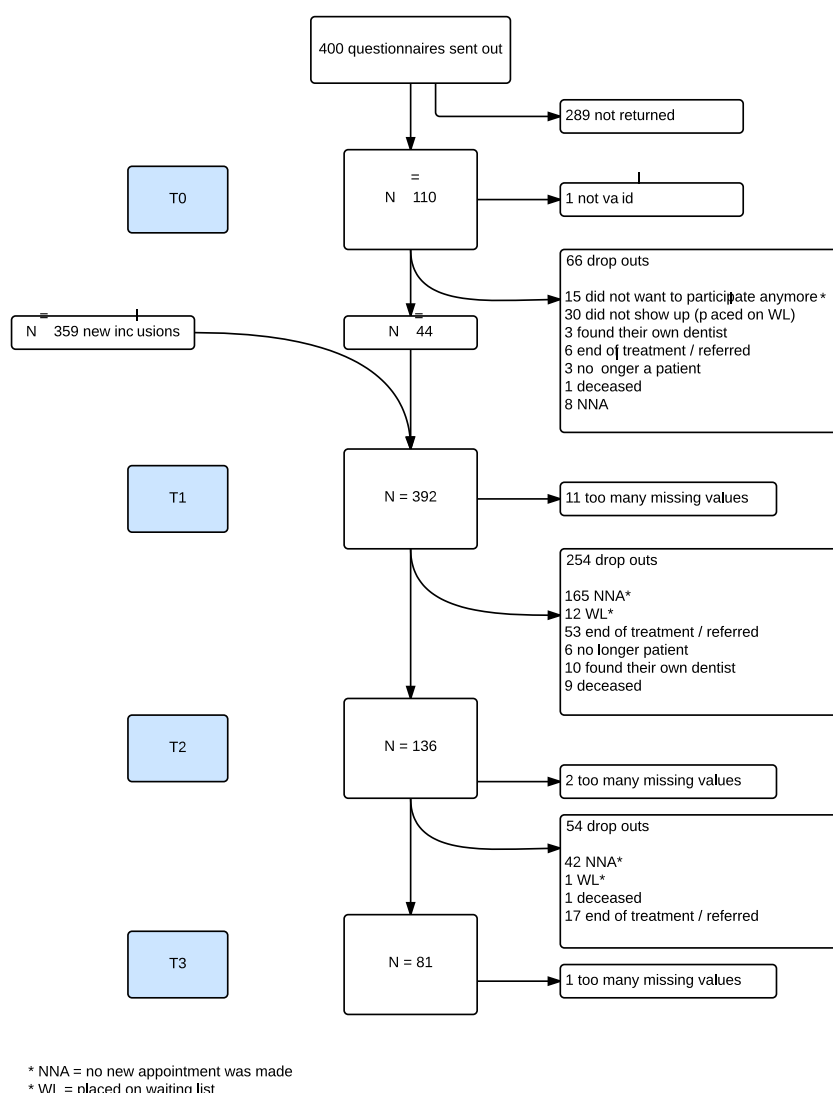 400 questionnaires sent out
289 not returned
T0
N = 110
1 not va id
66 drop outs
15 did not want to participate anymore *
30 did not show up (p aced on WL)
3 found their own dentist
6 end of treatment / referred
3 no onger a patient
1 deceased
8 NNA
N = 359 new inc usions
N = 44
T1
N = 392
11 too many missing values
254 drop outs
165 NNA*
12 WL*
53 end of treatment / referred
6 no longer patient
10 found their own dentist
9 deceased
T2
N = 136
2 too many missing values
54 drop outs
42 NNA*
1 WL*
1 deceased
17 end of treatment / referred
T3
N = 81
1 too many missing values
* NNA = no new appointment was made
* WL = placed on waiting list